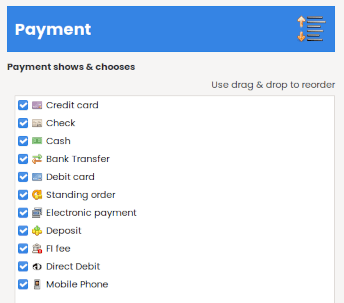 Payment
Payment shows & chooses
Use drag & drop to reorder
Credit card
Check
Cash
Bank Transfer
Debit card
Standing order
Electronic payment
Deposit
FI fee
Direct Debit
Mobile Phone